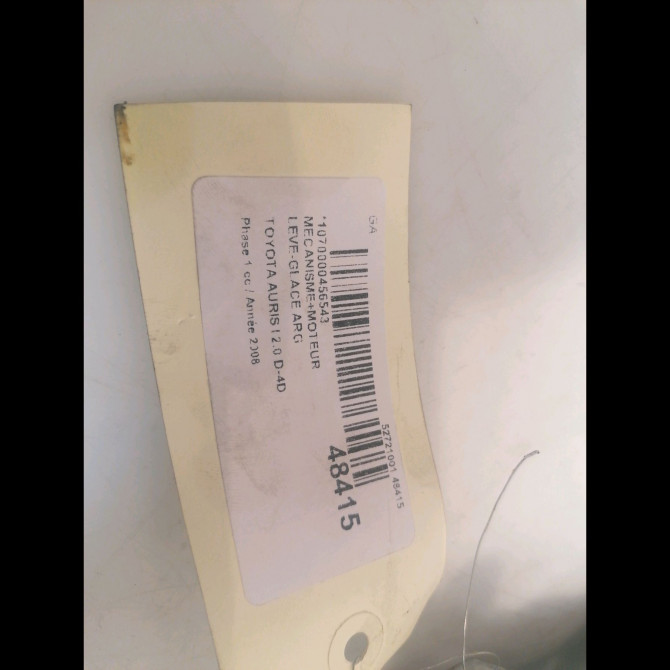 GA
52721001 48415
*1070000456543
48415
MECANISME+MOTEUR
LEVE-GLACE ARG
TOYOTA AURIS I 2.0 D-4D
Phase 1 cc / Année 2008